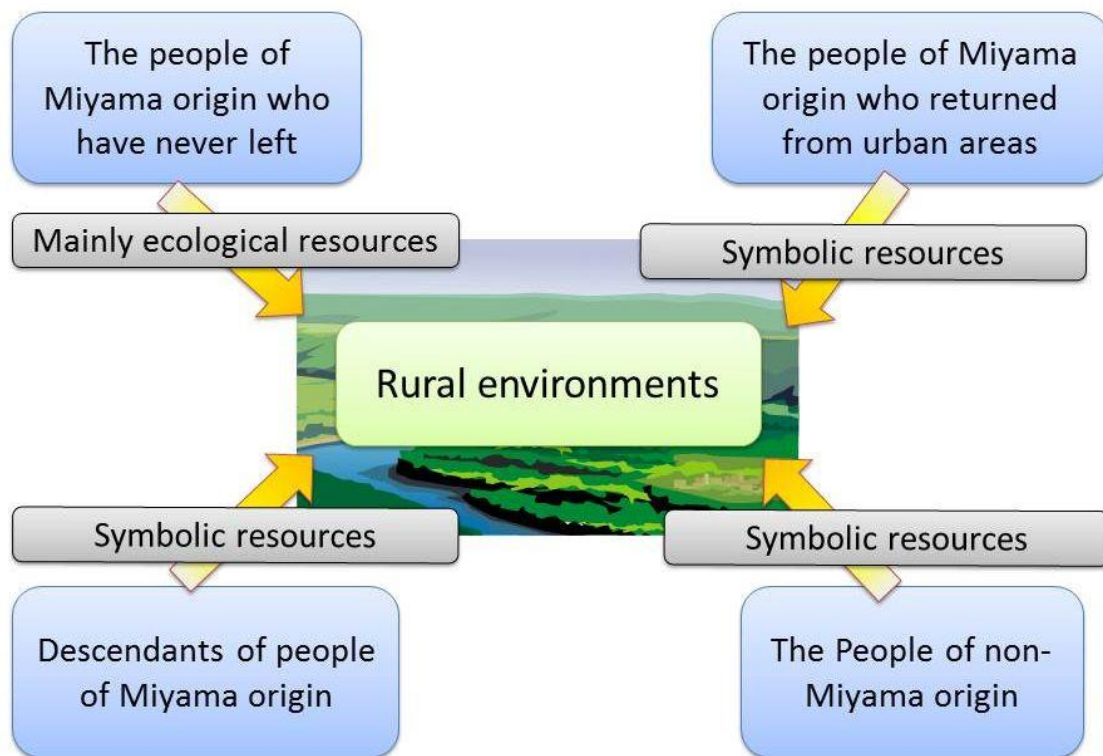 The people of
Miyama origin who
have never left
The people of Miyama
origin who returned
from urban areas
Mainly ecological resources
Symbolic resources
Rural environments
Symbolic resources
Symbolic resources
Descendants of people
of Miyama origin
The People of non-
Miyama origin